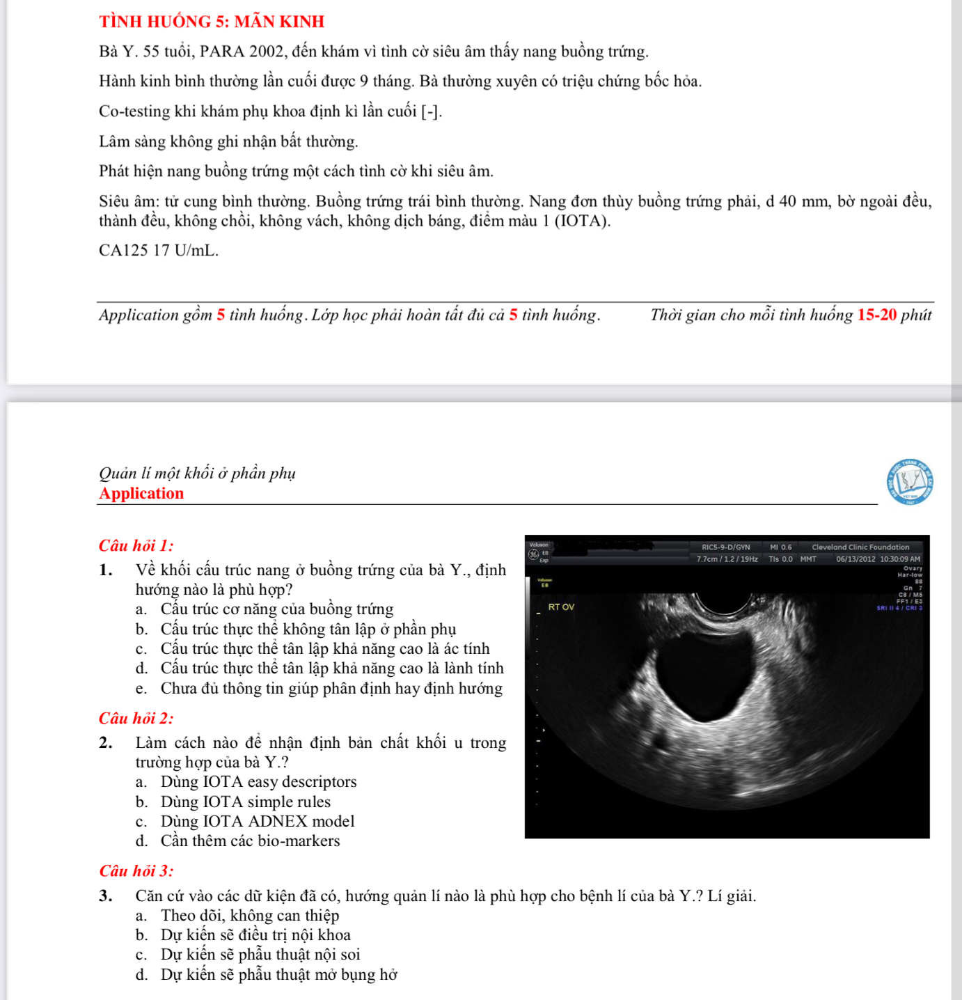 TÌNH HUỐNG 5: MÃN KINH
Bà Y. 55 tuổi, PARA 2002, đến khám vì tình cờ siêu âm thấy nang buồng trứng.
Hành kinh bình thường lần cuối được 9 tháng. Bà thường xuyên có triệu chứng bốc hỏa.
Co-testing khi khám phụ khoa định kì lần cuối [-].
Lâm sàng không ghi nhận bất thường.
Phát hiện nang buồng trứng một cách tình cờ khi siêu âm.
Siêu âm: tử cung bình thường. Buồng trứng trái bình thường. Nang đơn thùy buồng trứng phải, d 40 mm, bờ ngoài đều,
thành đều, không chồi, không vách, không dịch báng, điểm màu 1 (IOTA).
CA125 17 U/mL.
Application gồm 5 tình huống. Lớp học phải hoàn tất đủ cả 5 tình huống. Thời gian cho mỗi tình huống 15-20 phút
Quản lí một khối ở phần phụ
Application
Câu hỏi 1:
1. Về khối cấu trúc nang ở buồng trứng của bà Y., định
hướng nào là phù hợp?
a. Cấu trúc cơ năng của buồng trứng
b. Cấu trúc thực thể không tân lập ở phần phụ
c. Cấu trúc thực thể tân lập khả năng cao là ác tính
d. Cấu trúc thực thể tân lập khả năng cao là lành tính
e. Chưa đủ thông tin giúp phân định hay định hướng
Câu hỏi 2:
2. Làm cách nào để nhận định bản chất khối u trong
trường hợp của bà Y.?
a. Dùng IOTA easy descriptors
b. Dùng IOTA simple rules
c. Dùng IOTA ADNEX model
d. Cần thêm các bio-markers
Voluson
E8
Exp
RIC5-9-D/GYN MI 0.6 Cleveland Clinic Foundation
7.7cm / 1.2 / 19Hz TIs 0.0 MMT 06/13/2012 10:30:09 AM
Voluson
E8
Ovary
Har-low
88
Gn 7
C8 / M5
FF1 / E3
SRI II 4 / CRI 3
RT OV
Câu hỏi 3:
3. Căn cứ vào các dữ kiện đã có, hướng quản lí nào là phù hợp cho bệnh lí của bà Y.? Lí giải.
a. Theo dõi, không can thiệp
b. Dự kiến sẽ điều trị nội khoa
c. Dự kiến sẽ phẫu thuật nội soi
d. Dự kiến sẽ phẫu thuật mở bụng hở